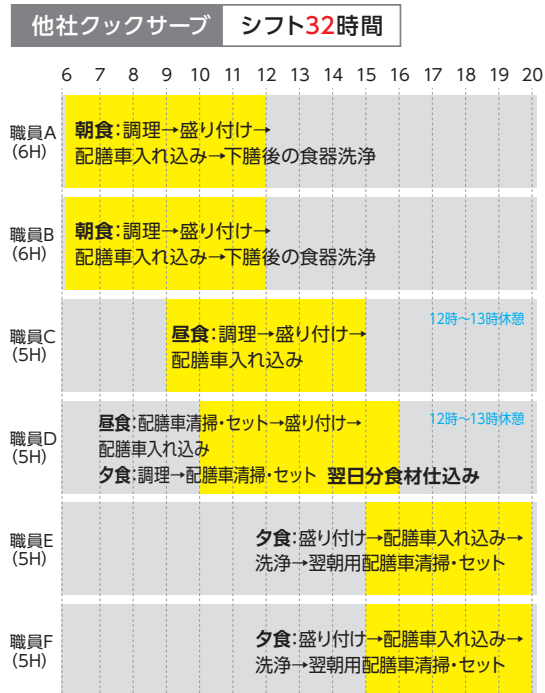 他社クックサーブ シフト32時間
6 7 8 9 10 11 12 13 14 15 16 17 18 19 20
職員A
(6H)
朝食:調理→盛り付け→
配膳車入れ込み→下膳後の食器洗浄
職員B
(6H)
朝食:調理→盛り付け→
配膳車入れ込み→下膳後の食器洗浄
職員C
(5H)
昼食:調理→盛り付け→
配膳車入れ込み
12時〜13時休憩
職員D
(5H)
昼食:配膳車清掃・セット→盛り付け→
配膳車入れ込み
夕食:調理→配膳車清掃・セット 翌日分食材仕込み
12時〜13時休憩
職員E
(5H)
夕食:盛り付け→配膳車入れ込み→
洗浄→翌朝用配膳車清掃・セット
職員F
(5H)
夕食:盛り付け→配膳車入れ込み→
洗浄→翌朝用配膳車清掃・セット